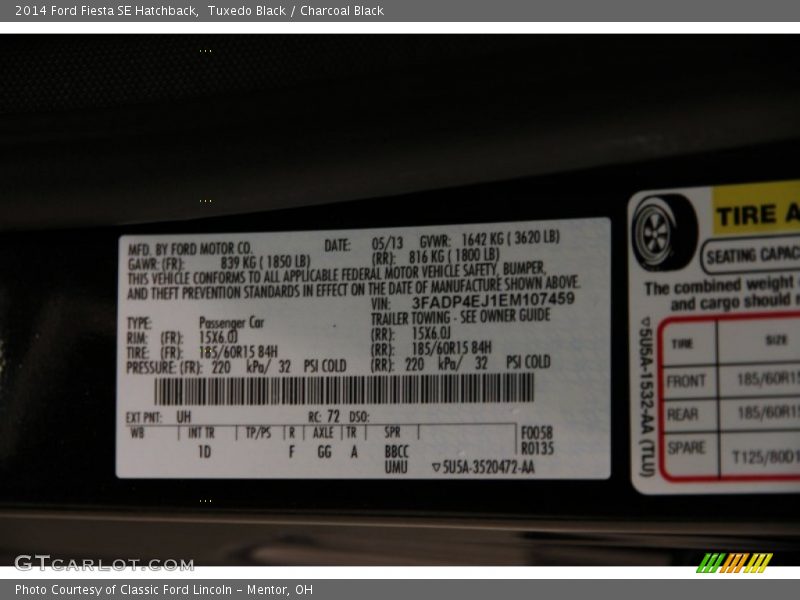 2014 Ford Fiesta SE Hatchback,  Tuxedo Black / Charcoal Black
MFD. BY FORD MOTOR CO. DATE: 05/13 GVWR: 1642 KG ( 3620 LB)
GAWR: (FR): 839 KG ( 1850 LB) (RR): 816 KG ( 1800 LB)
THIS VEHICLE CONFORMS TO ALL APPLICABLE FEDERAL MOTOR VEHICLE SAFETY, BUMPER,
AND THEFT PREVENTION STANDARDS IN EFFECT ON THE DATE OF MANUFACTURE SHOWN ABOVE.
VIN: 3FADP4EJ1EM107459
TYPE: Passenger Car TRAILER TOWING - SEE OWNER GUIDE
RIM: (FR): 15X6.0J (RR): 15X6.0J
TIRE: (FR): 185/60R15 84H (RR): 185/60R15 84H
PRESSURE: (FR): 220 kPa/ 32 PSI COLD (RR): 220 kPa/ 32 PSI COLD
EXT PNT: UH RC: 72 DSO:
WB INT TR TP/PS R AXLE TR SPR F0058
1D F GG A BBCC R0135
UMU ▽5U5A-3520472-AA
TIRE A
SEATING CAPAC
The combined weight
and cargo should
▽5U5A-1532-AA (TLU)
TIRE SIZE
FRONT 185/60R15
REAR 185/60R15
SPARE T125/80D1
GTCARLOT.COM
Photo Courtesy of Classic Ford Lincoln - Mentor, OH